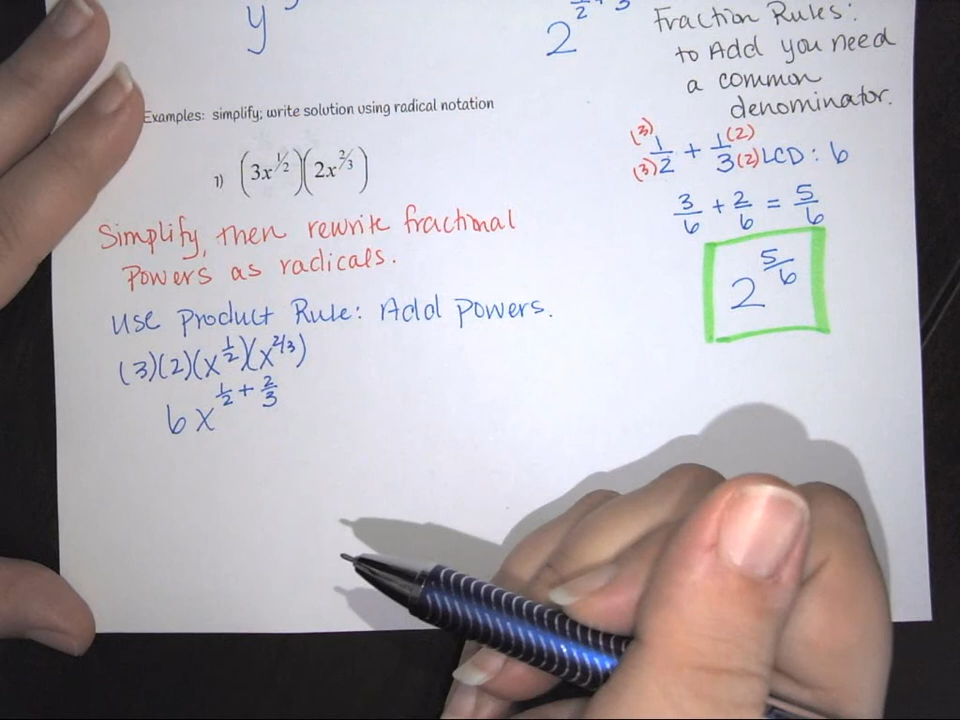 y
2^{1/2+
Fraction Rules:
to Add you need
a common
denominator.
Examples: simplify; write solution using radical notation
1) (3x^{1/2})(2x^{2/3})
(3) 1/2 (3) + (2) 1/3 (2) LCD: 6
3/6 + 2/6 = 5/6
2^{5/6}
Simplify, then rewrite fractional
Powers as radicals.
Use Product Rule: Add Powers.
(3)(2)(x^{1/2})(x^{2/3})
6x^{1/2 + 2/3}